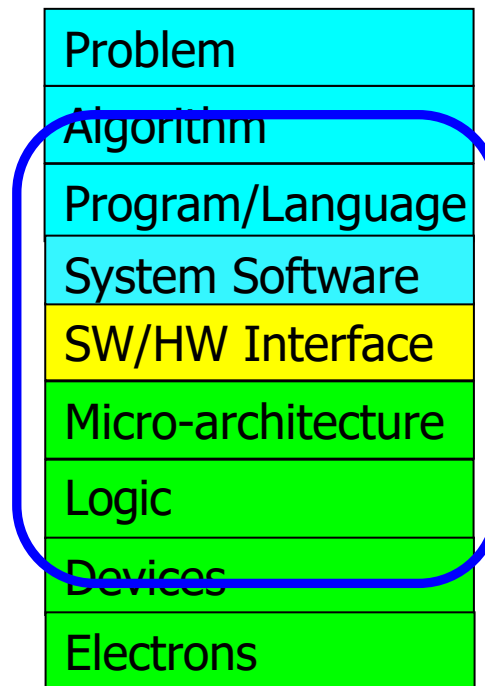 Problem
Algorithm
Program/Language
System Software
SW/HW Interface
Micro-architecture
Logic
Devices
Electrons